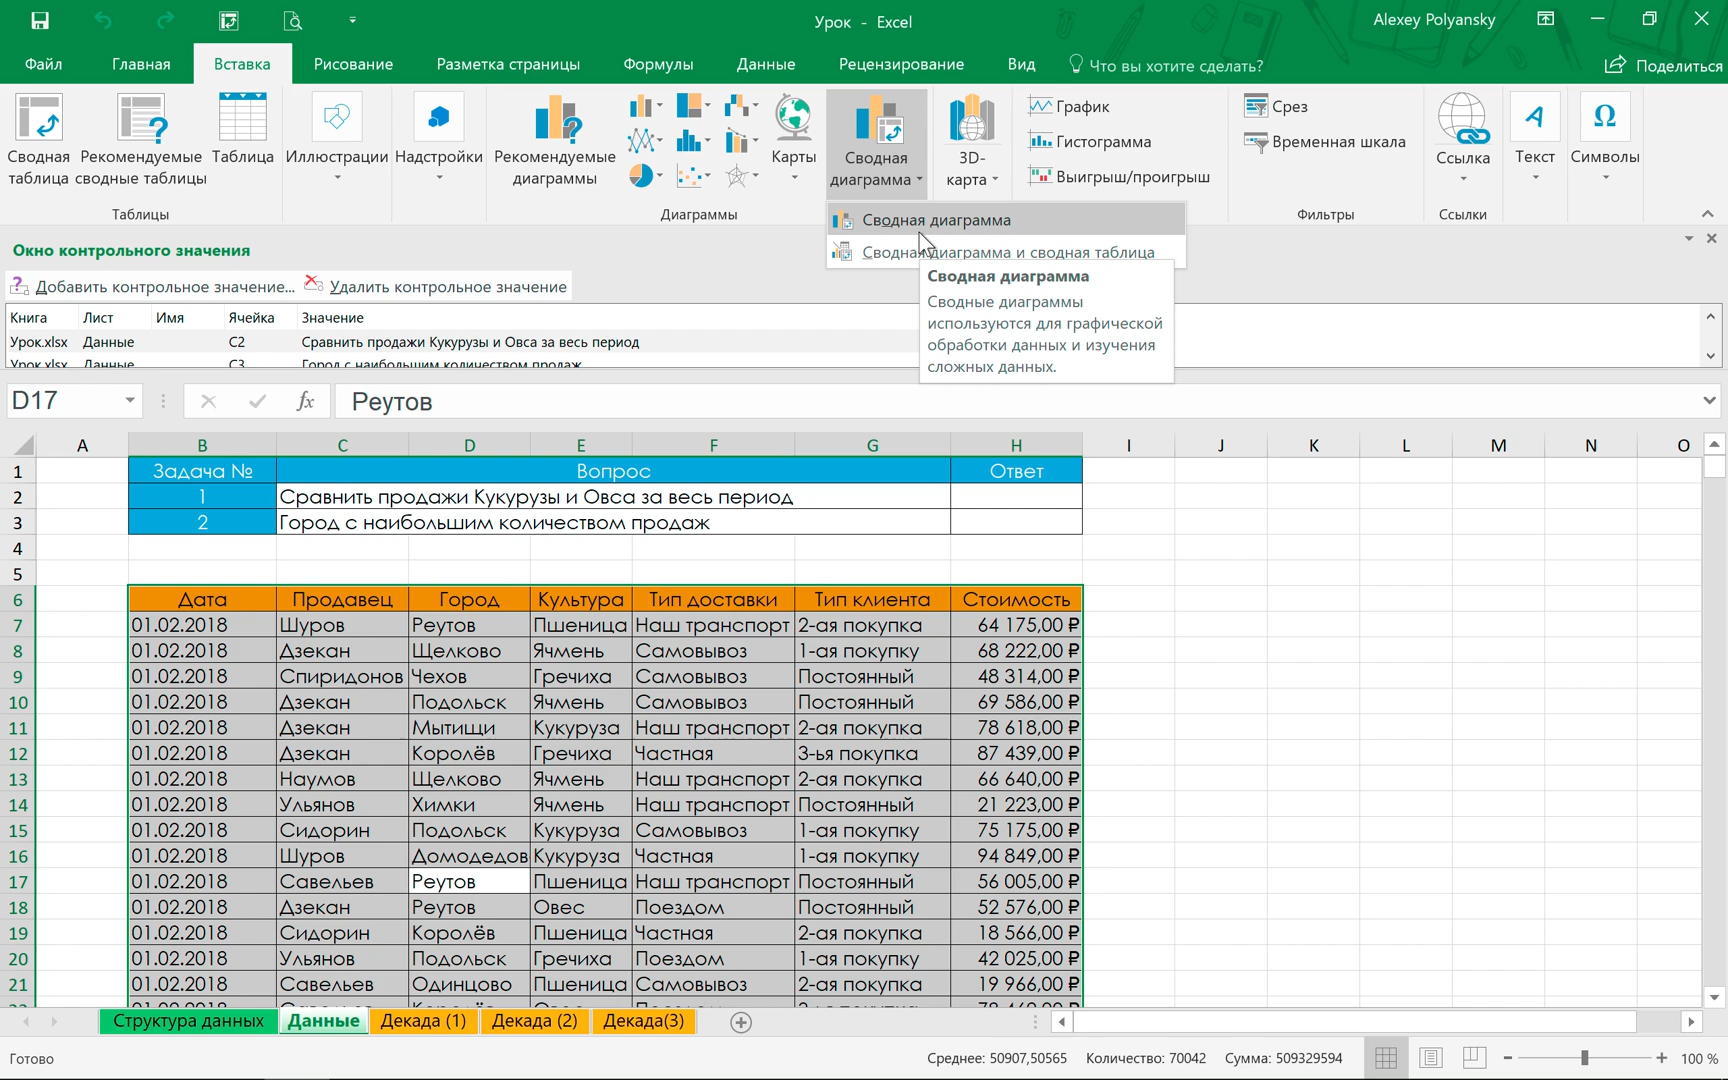 Урок - Excel
Alexey Polyansky
Файл Главная Вставка Рисование Разметка страницы Формулы Данные Рецензирование Вид Что вы хотите сделать? Поделиться
Сводная таблица
Рекомендуемые сводные таблицы
Таблица
Таблицы
Иллюстрации
Надстройки
Рекомендуемые диаграммы
Карты
Диаграммы
Сводная диаграмма
3D-карта
График
Гистограмма
Выигрыш/проигрыш
Срез
Временная шкала
Фильтры
Ссылка
Ссылки
Текст
Символы
Сводная диаграмма
Сводная диаграмма и сводная таблица
Сводная диаграмма
Сводные диаграммы
используются для графической
обработки данных и изучения
сложных данных.
Окно контрольного значения
Добавить контрольное значение... Удалить контрольное значение
Книга Лист Имя Ячейка Значение
Урок.xlsx Данные C2 Сравнить продажи Кукурузы и Овса за весь период
Урок.xlsx Данные C3 Город с наибольшим количеством продаж
D17 fx Реутов
A B C D E F G H I J K L M N O
1 Задача № Вопрос Ответ
2 1 Сравнить продажи Кукурузы и Овса за весь период
3 2 Город с наибольшим количеством продаж
4
5
6 Дата Продавец Город Культура Тип доставки Тип клиента Стоимость
7 01.02.2018 Шуров Реутов Пшеница Наш транспорт 2-ая покупка 64 175,00 ₽
8 01.02.2018 Дзекан Щелково Ячмень Самовывоз 1-ая покупку 68 222,00 ₽
9 01.02.2018 Спиридонов Чехов Гречиха Самовывоз Постоянный 48 314,00 ₽
10 01.02.2018 Дзекан Подольск Ячмень Самовывоз Постоянный 69 586,00 ₽
11 01.02.2018 Дзекан Мытищи Кукуруза Наш транспорт 2-ая покупка 78 618,00 ₽
12 01.02.2018 Дзекан Королёв Гречиха Частная 3-ья покупка 87 439,00 ₽
13 01.02.2018 Наумов Щелково Ячмень Наш транспорт 2-ая покупка 66 640,00 ₽
14 01.02.2018 Ульянов Химки Ячмень Наш транспорт Постоянный 21 223,00 ₽
15 01.02.2018 Сидорин Подольск Кукуруза Самовывоз 1-ая покупку 75 175,00 ₽
16 01.02.2018 Шуров Домодедов Кукуруза Частная 1-ая покупку 94 849,00 ₽
17 01.02.2018 Савельев Реутов Пшеница Наш транспорт Постоянный 56 005,00 ₽
18 01.02.2018 Дзекан Реутов Овес Поездом Постоянный 52 576,00 ₽
19 01.02.2018 Сидорин Королёв Пшеница Частная 2-ая покупка 18 566,00 ₽
20 01.02.2018 Ульянов Подольск Гречиха Поездом 1-ая покупку 42 025,00 ₽
21 01.02.2018 Савельев Одинцово Пшеница Самовывоз 2-ая покупка 19 966,00 ₽
Структура данных Данные Декада (1) Декада (2) Декада(3)
Готово Среднее: 50907,50565 Количество: 70042 Сумма: 509329594 100 %